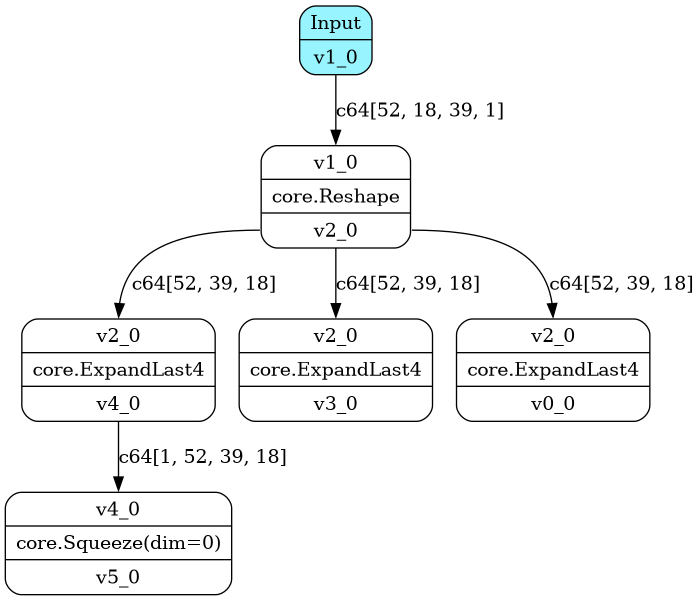 Input
v1_0
c64[52, 18, 39, 1]
v1_0
core.Reshape
v2_0
c64[52, 39, 18]
c64[52, 39, 18]
c64[52, 39, 18]
v2_0
core.ExpandLast4
v4_0
v2_0
core.ExpandLast4
v3_0
v2_0
core.ExpandLast4
v0_0
c64[1, 52, 39, 18]
v4_0
core.Squeeze(dim=0)
v5_0